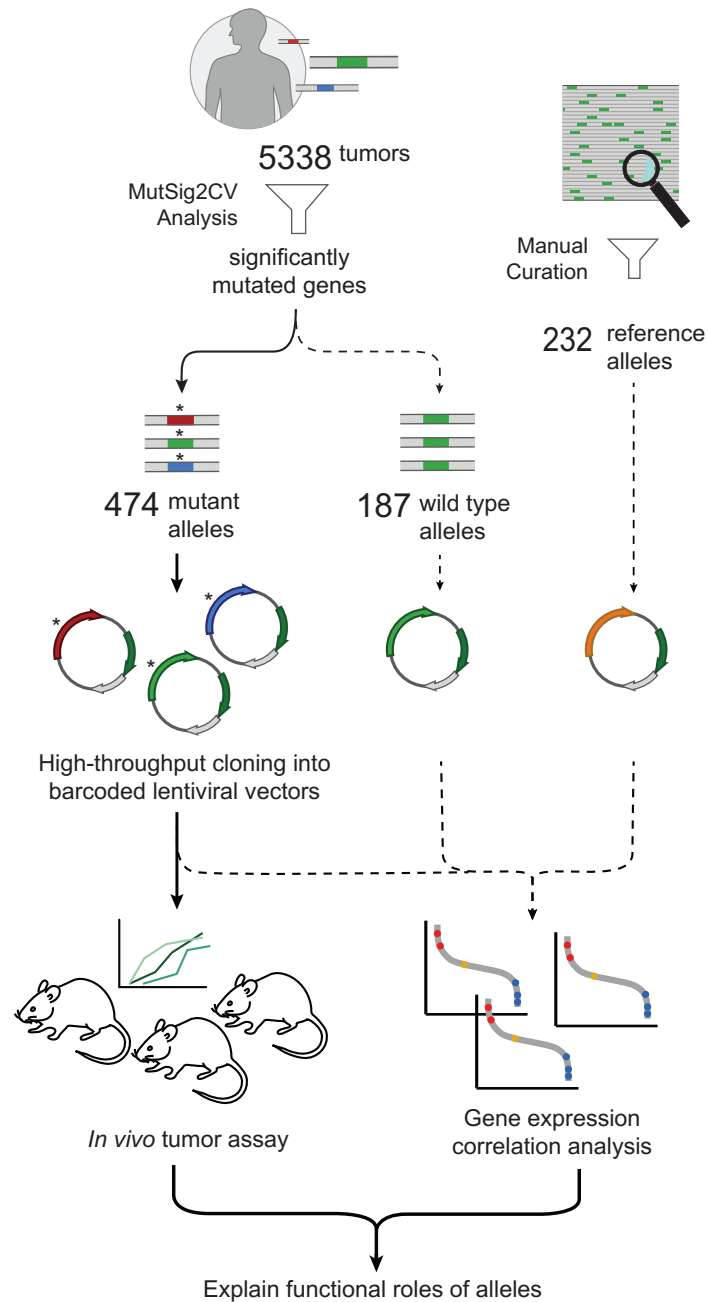 5338 tumors
MutSig2CV
Analysis
significantly
mutated genes
Manual
Curation
232 reference
alleles
*
*
*
474 mutant
alleles
187 wild type
alleles
*
*
*
High-throughput cloning into
barcoded lentiviral vectors
In vivo tumor assay
Gene expression
correlation analysis
Explain functional roles of alleles